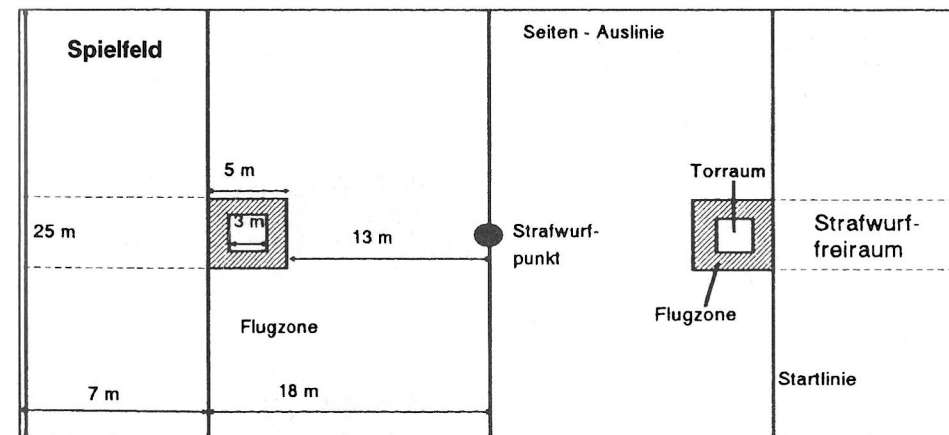 Seiten - Auslinie
Spielfeld
5 m
Torraum
3 m
25 m
13 m
Strafwurf-
punkt
Strafwurf-
freiraum
Flugzone
Flugzone
7 m
18 m
Startlinie